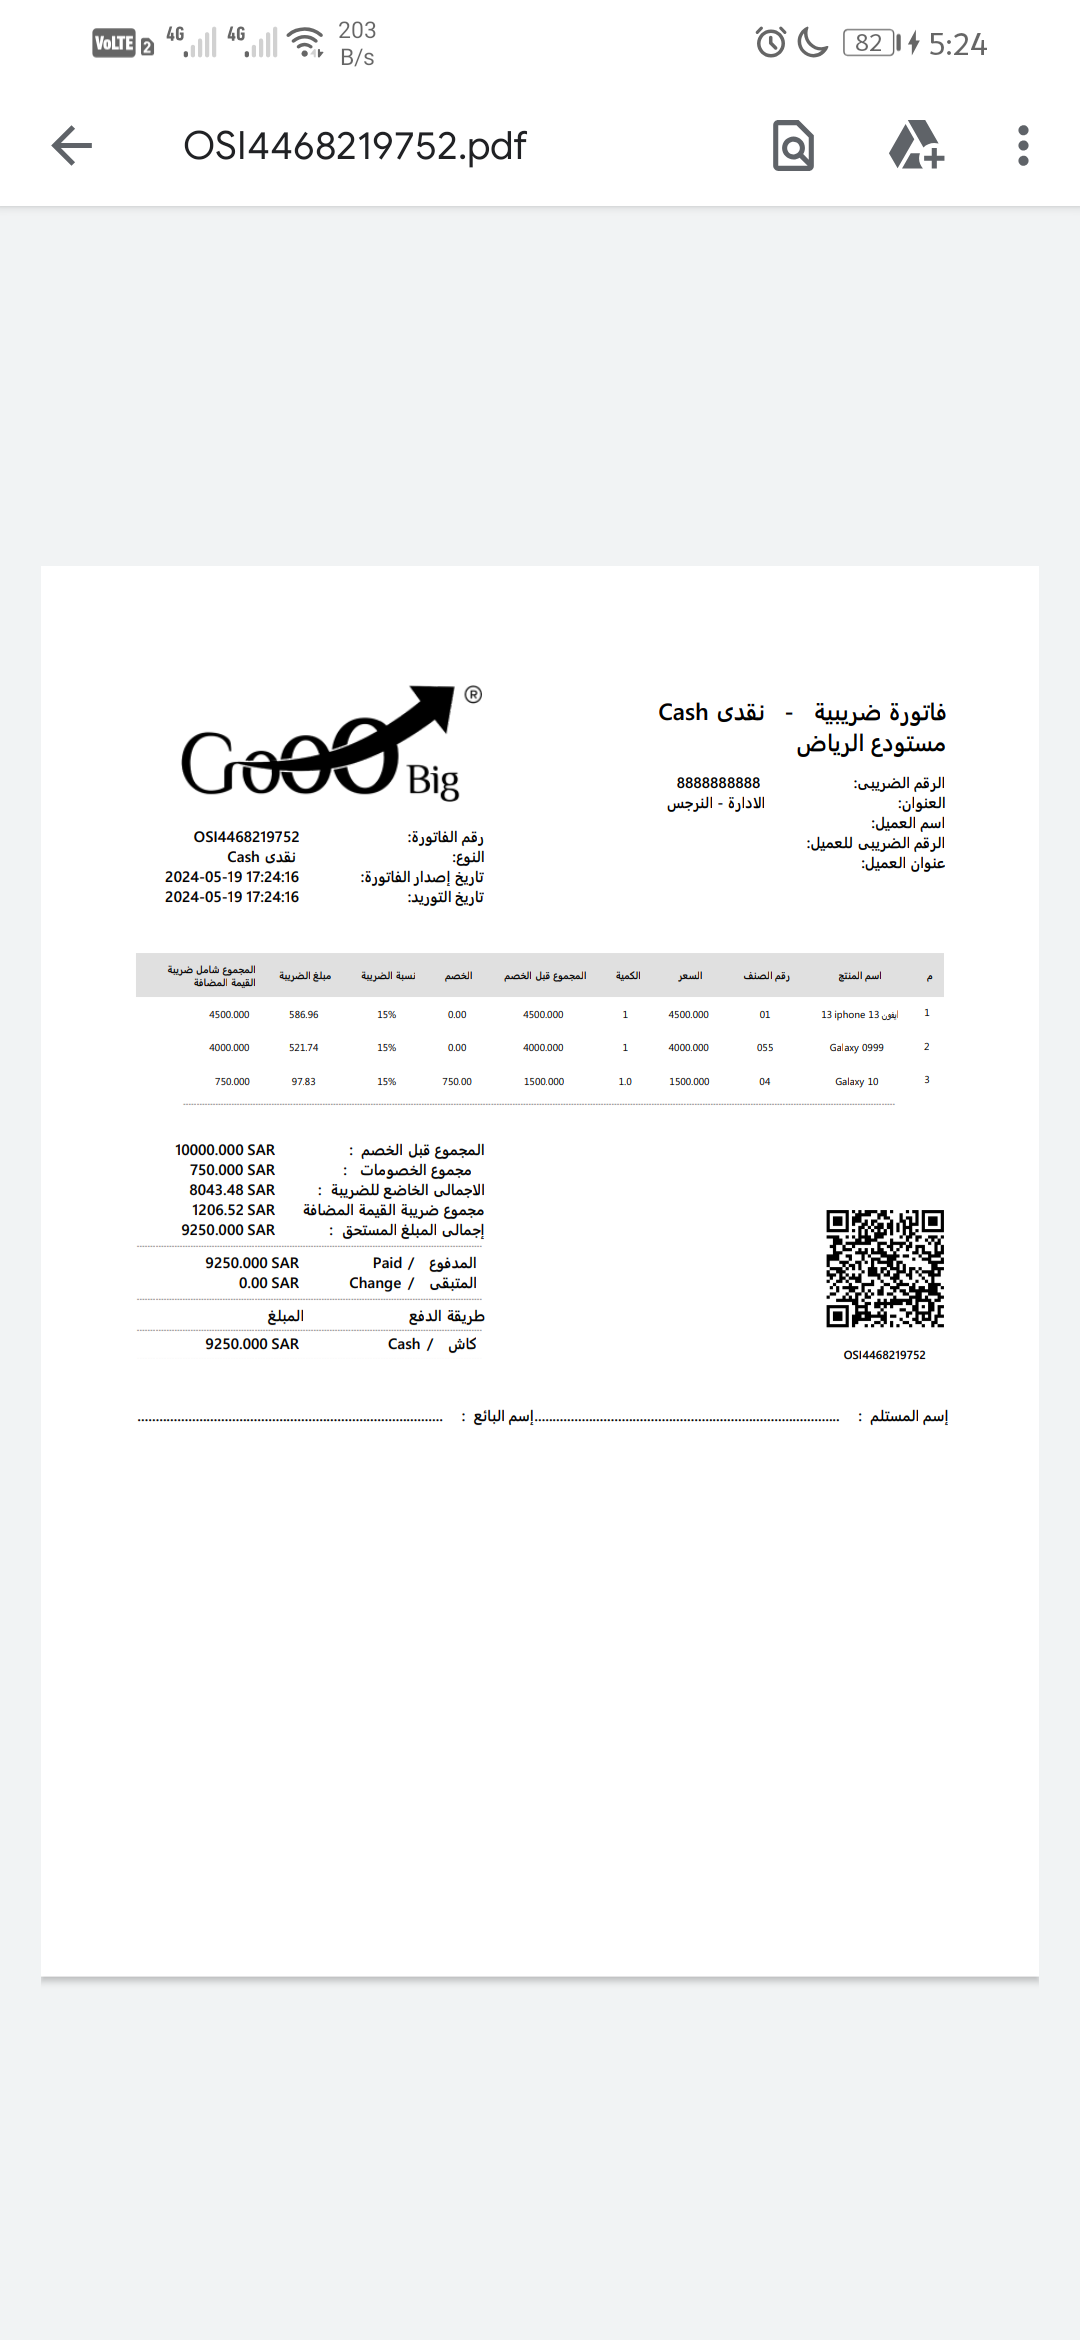 VoLTE 2 4G 4G 203 B/s 82 5:24
OSI4468219752.pdf
فاتورة ضريبية - نقدى Cash
مستودع الرياض
الرقم الضريبى: 8888888888
العنوان: الادارة - النرجس
اسم العميل:
الرقم الضريبى للعميل:
عنوان العميل:
GoOO Big ®
رقم الفاتورة: OSI4468219752
النوع: نقدى Cash
تاريخ إصدار الفاتورة: 2024-05-19 17:24:16
تاريخ التوريد: 2024-05-19 17:24:16
م اسم المنتج رقم الصنف السعر الكمية المجموع قبل الخصم الخصم نسبة الضريبة مبلغ الضريبة المجموع شامل ضريبة القيمة المضافة
1 ايفون 13 iphone 13 01 4500.000 1 4500.000 0.00 15% 586.96 4500.000
2 Galaxy 0999 055 4000.000 1 4000.000 0.00 15% 521.74 4000.000
3 Galaxy 10 04 1500.000 1.0 1500.000 750.00 15% 97.83 750.000
المجموع قبل الخصم : 10000.000 SAR
مجموع الخصومات : 750.000 SAR
الاجمالى الخاضع للضريبة : 8043.48 SAR
مجموع ضريبة القيمة المضافة 1206.52 SAR
إجمالى المبلغ المستحق : 9250.000 SAR
المدفوع / Paid 9250.000 SAR
المتبقى / Change 0.00 SAR
طريقة الدفع المبلغ
كاش / Cash 9250.000 SAR
OSI4468219752
إسم المستلم : ........................................ إسم البائع : ........................................